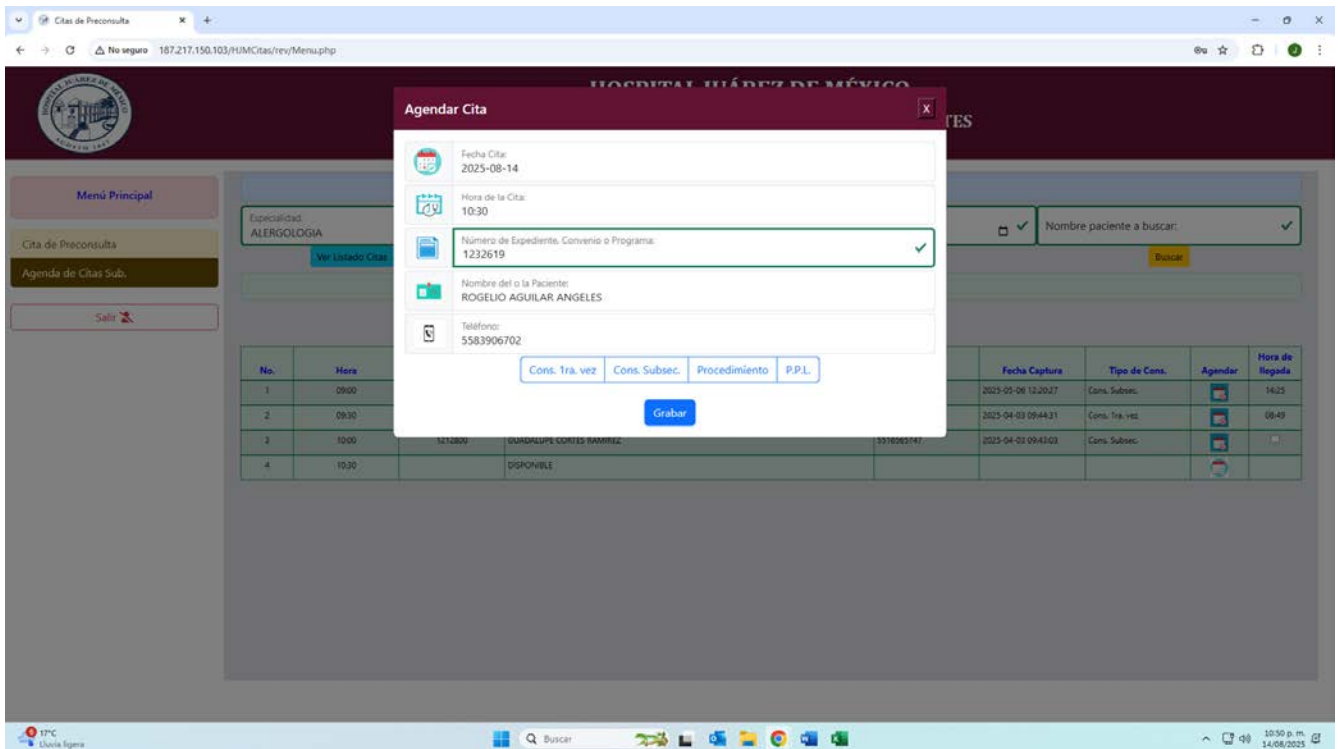 Citas de Preconsulta
No seguro 187.217.150.103/HJMCitas/rev/Menu.php
HOSPITAL JUÁREZ DE MÉXICO
TES
Menú Principal
Cita de Preconsulta
Agenda de Citas Sub.
Salir
Especialidad
ALERGOLOGIA
Nombre paciente a buscar:
Ver Listado Citas
Buscar
Agendar Cita
X
Fecha Cita:
2025-08-14
Hora de la Cita:
10:30
Número de Expediente, Convenio o Programa:
1232619
Nombre del o la Paciente:
ROGELIO AGUILAR ANGELES
Teléfono:
5583906702
Cons. 1ra. vez Cons. Subsec. Procedimiento P.P.L.
Grabar
No. Hora Fecha Captura Tipo de Cons. Agendar Hora de llegada
1 09:00 2025-05-06 12:20:27 Cons. Subsec. 14:25
2 09:30 2025-04-03 09:44:31 Cons. 1ra. vez 08:49
3 10:00 1212800 GUADALUPE CORTES RAMIREZ 5516565747 2025-04-03 09:43:03 Cons. Subsec.
4 10:30 DISPONIBLE
17°C
Lluvia ligera
Buscar
10:50 p. m.
14/08/2025